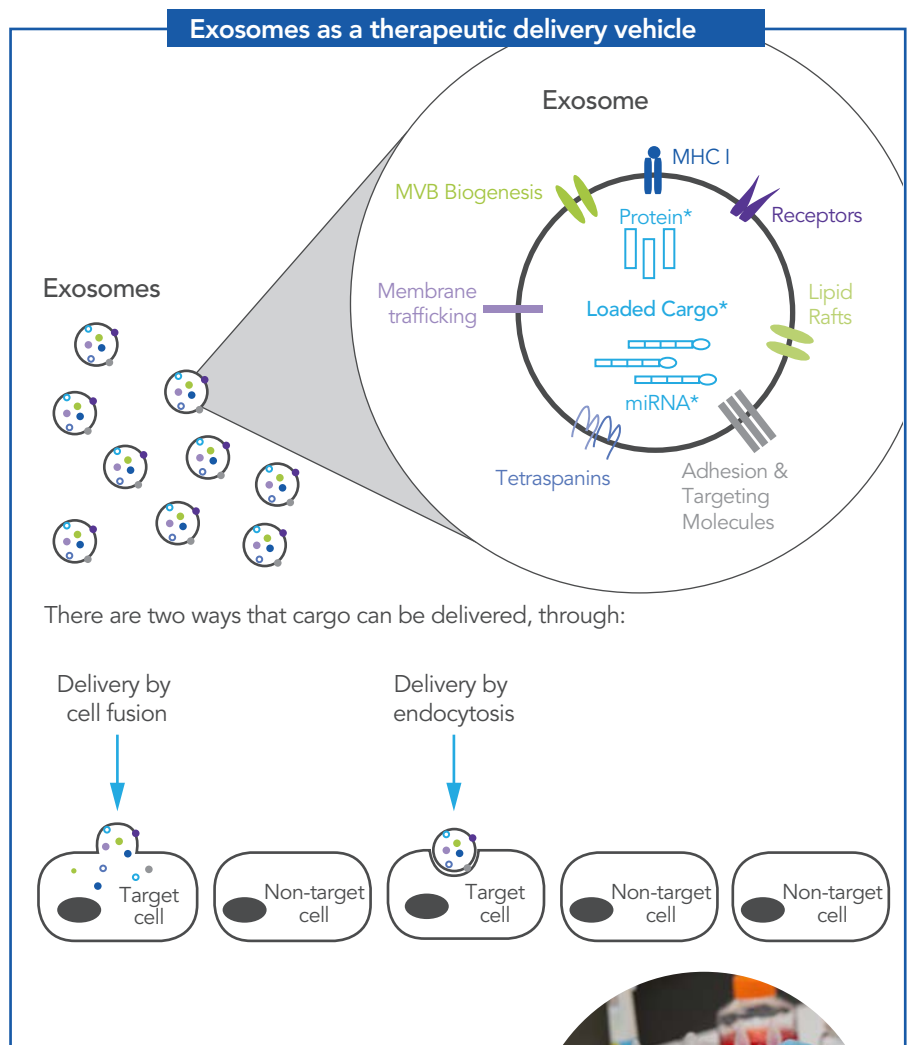 Exosomes as a therapeutic delivery vehicle
Exosome
MHC I
MVB Biogenesis
Protein*
Receptors
Exosomes
Membrane
trafficking
Loaded Cargo*
Lipid
Rafts
miRNA*
Tetraspanins
Adhesion &
Targeting
Molecules
There are two ways that cargo can be delivered, through:
Delivery by
cell fusion
Delivery by
endocytosis
Target
cell
Non-target
cell
Target
cell
Non-target
cell
Non-target
cell